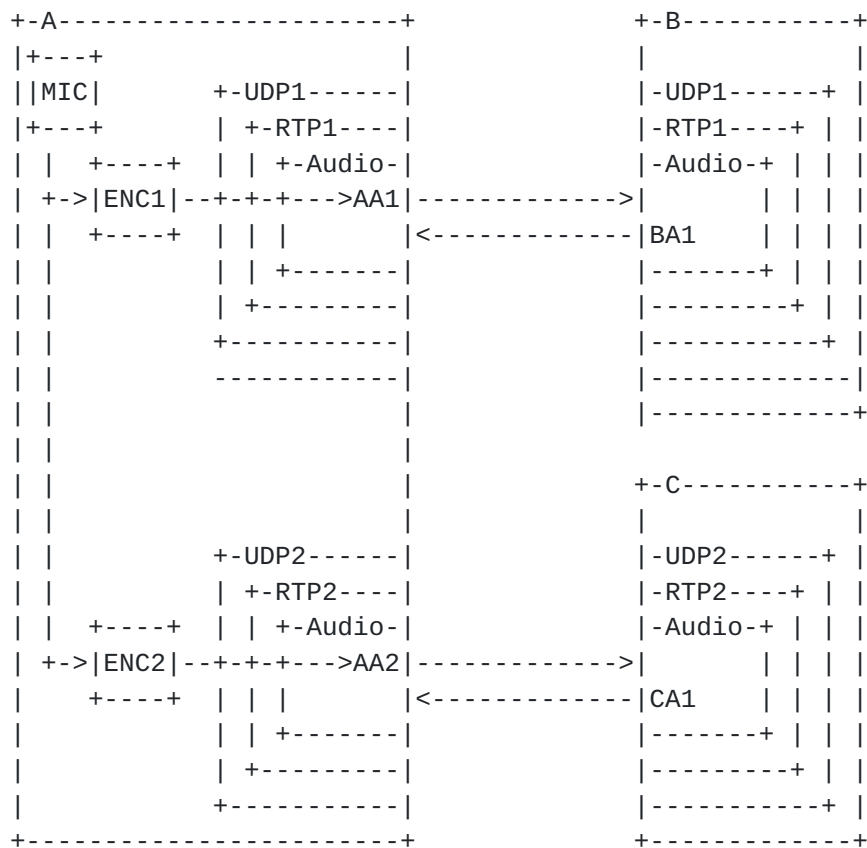 +-A----------------------+              +-B-----------+
|+---+                   |              |             |
||MIC|       +-UDP1------|              |-UDP1------+ |
|+---+       | +-RTP1----|              |-RTP1----+ | |
| |  +----+  | | +-Audio-|              |-Audio-+ | | |
| +->|ENC1|--+-+-+--->AA1|------------->|       | | | |
| |  +----+  | | |       |<-------------|BA1    | | | |
| |          | | +-------|              |-------+ | | |
| |          | +---------|              |---------+ | |
| |          +-----------|              |-----------+ |
| |          ------------|              |-------------|
| |                      |              |-------------+
| |                      |
| |                      |              +-C-----------+
| |                      |              |             |
| |          +-UDP2------|              |-UDP2------+ |
| |          | +-RTP2----|              |-RTP2----+ | |
| |  +----+  | | +-Audio-|              |-Audio-+ | | |
| +->|ENC2|--+-+-+--->AA2|------------->|       | | | |
|    +----+  | | |       |<-------------|CA1    | | | |
|            | | +-------|              |-------+ | | |
|            | +---------|              |---------+ | |
|            +-----------|              |-----------+ |
+------------------------+              +-------------+